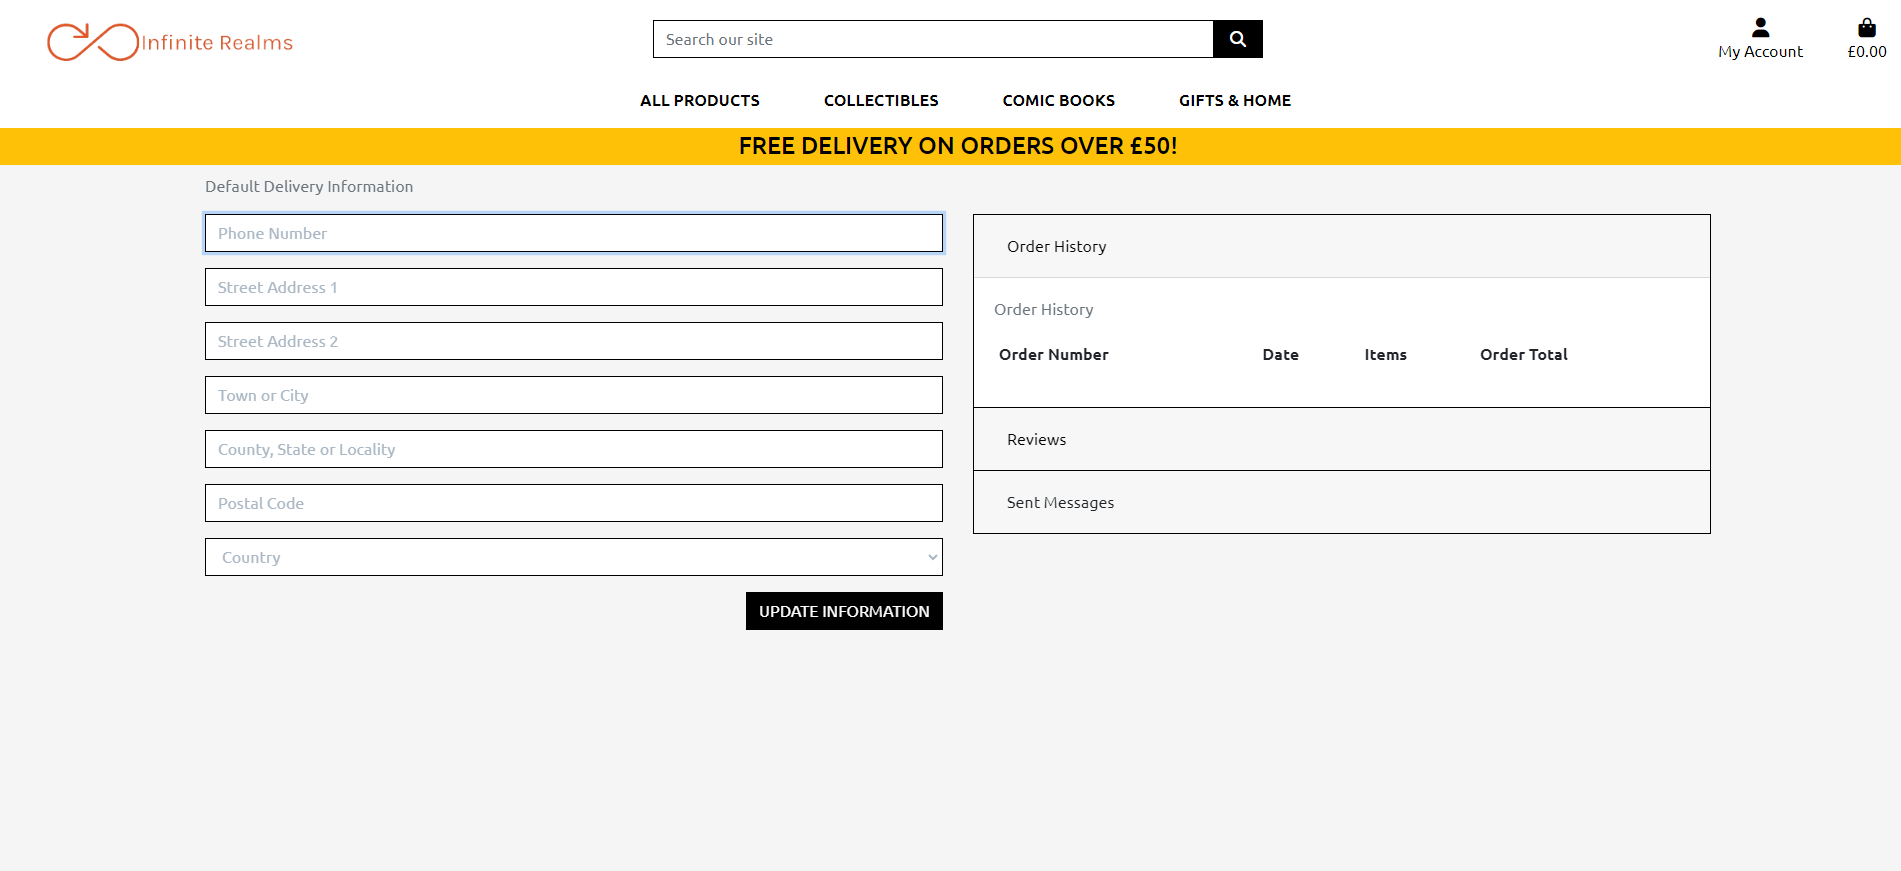 Infinite Realms
Search our site
My Account
£0.00
ALL PRODUCTS
COLLECTIBLES
COMIC BOOKS
GIFTS & HOME
FREE DELIVERY ON ORDERS OVER £50!
Default Delivery Information
Phone Number
Street Address 1
Street Address 2
Town or City
County, State or Locality
Postal Code
Country
UPDATE INFORMATION
Order History
Order History
Order Number Date Items Order Total
Reviews
Sent Messages